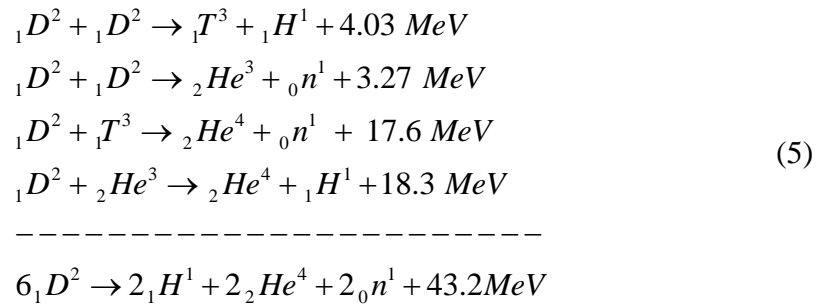 ₁D² + ₁D² → ₁T³ + ₁H¹ + 4.03 MeV
₁D² + ₁D² → ₂He³ + ₀n¹ + 3.27 MeV
₁D² + ₁T³ → ₂He⁴ + ₀n¹ + 17.6 MeV
(5)
₁D² + ₂He³ → ₂He⁴ + ₁H¹ + 18.3 MeV
− − − − − − − − − − − − − − − − − − − − − − − −
6₁D² → 2₁H¹ + 2₂He⁴ + 2₀n¹ + 43.2MeV